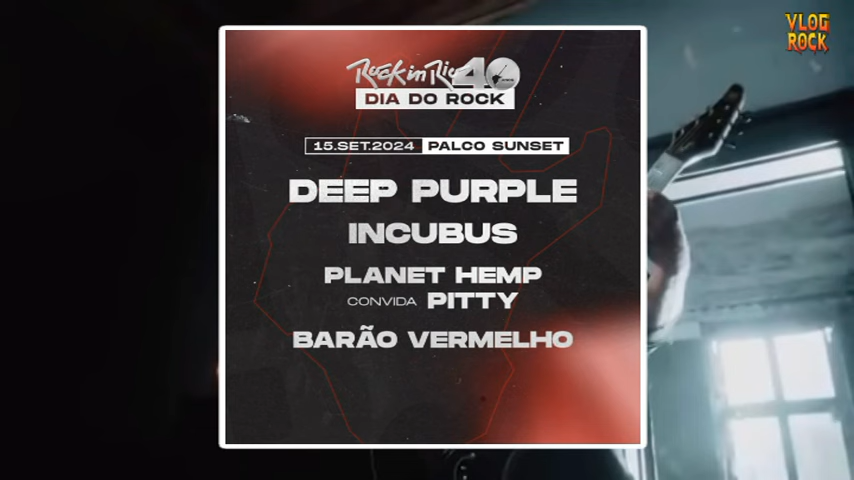 VLOG
ROCK
Rock in Rio 40
DIA DO ROCK
15.SET.2024 PALCO SUNSET
DEEP PURPLE
INCUBUS
PLANET HEMP
CONVIDA PITTY
BARÃO VERMELHO